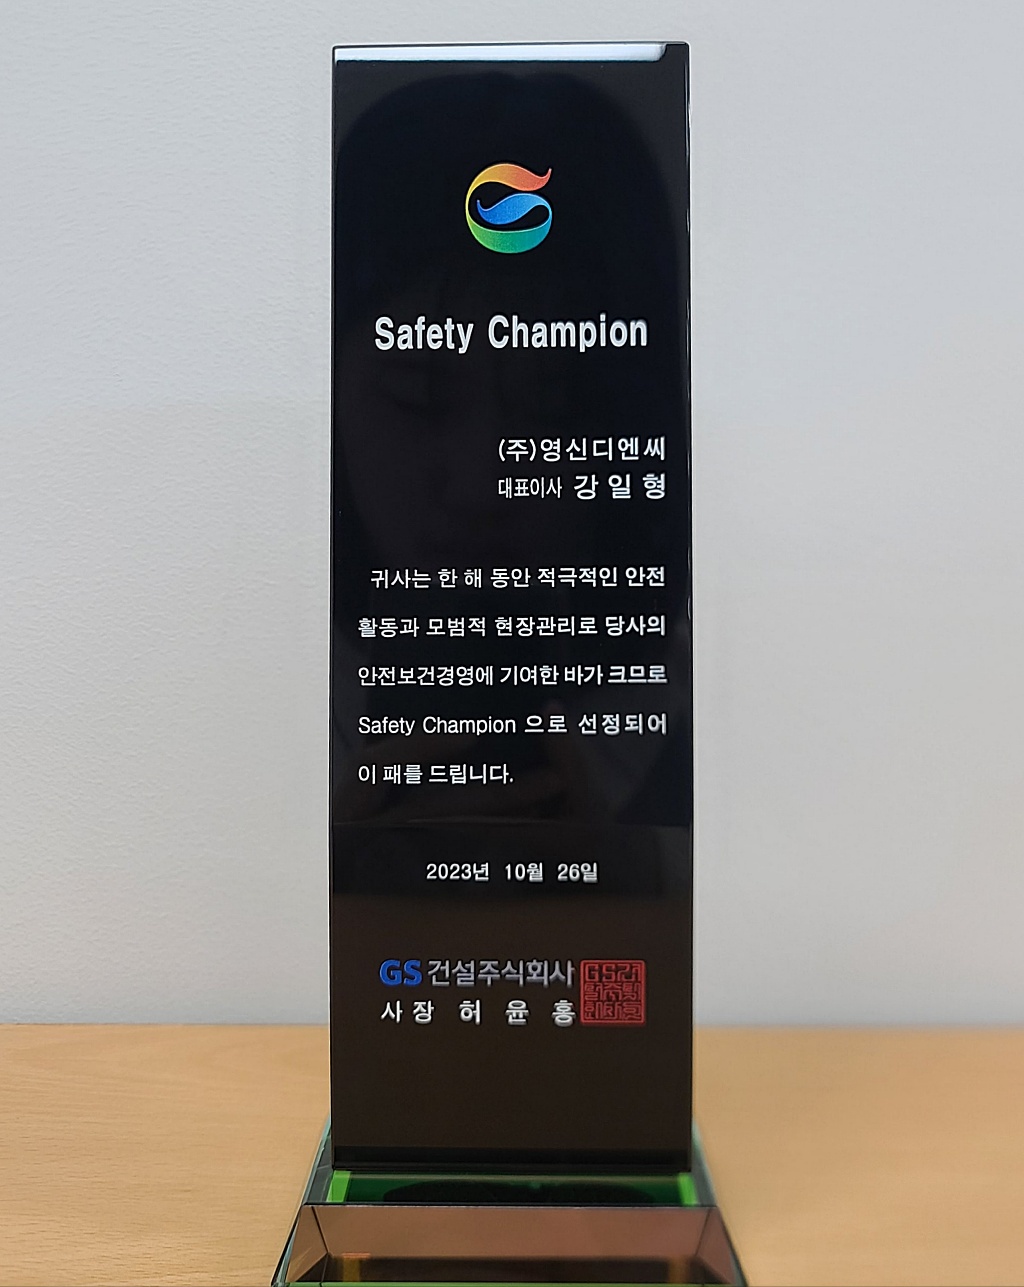 Safety Champion
(주)영신디엔씨
대표이사 강 일 형
귀사는 한 해 동안 적극적인 안전
활동과 모범적 현장관리로 당사의
안전보건경영에 기여한 바가 크므로
Safety Champion 으로 선정되어
이 패를 드립니다.
2023년 10월 26일
GS건설주식회사
사장 허 윤 홍